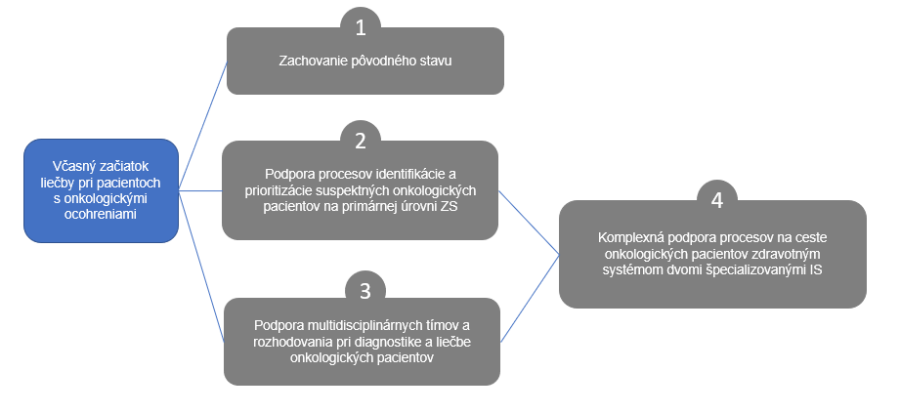 1
Zachovanie pôvodného stavu
Včasný začiatok
liečby pri pacientoch
s onkologickými
ocohreniami
2
Podpora procesov identifikácie a
prioritizácie suspektných onkologických
pacientov na primárnej úrovni ZS
3
Podpora multidisciplinárnych tímov a
rozhodovania pri diagnostike a liečbe
onkologických pacientov
4
Komplexná podpora procesov na ceste
onkologických pacientov zdravotným
systémom dvomi špecializovanými IS